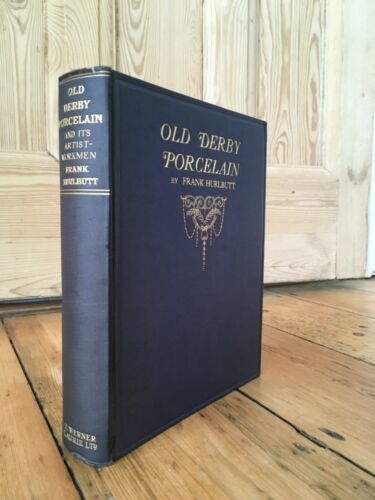 OLD
DERBY
PORCELAIN
AND ITS
ARTIST-
WORKMEN
FRANK
HURLBUTT
T. WERNER
LAURIE LTD
OLD DERBY
PORCELAIN
BY FRANK HURLBUTT